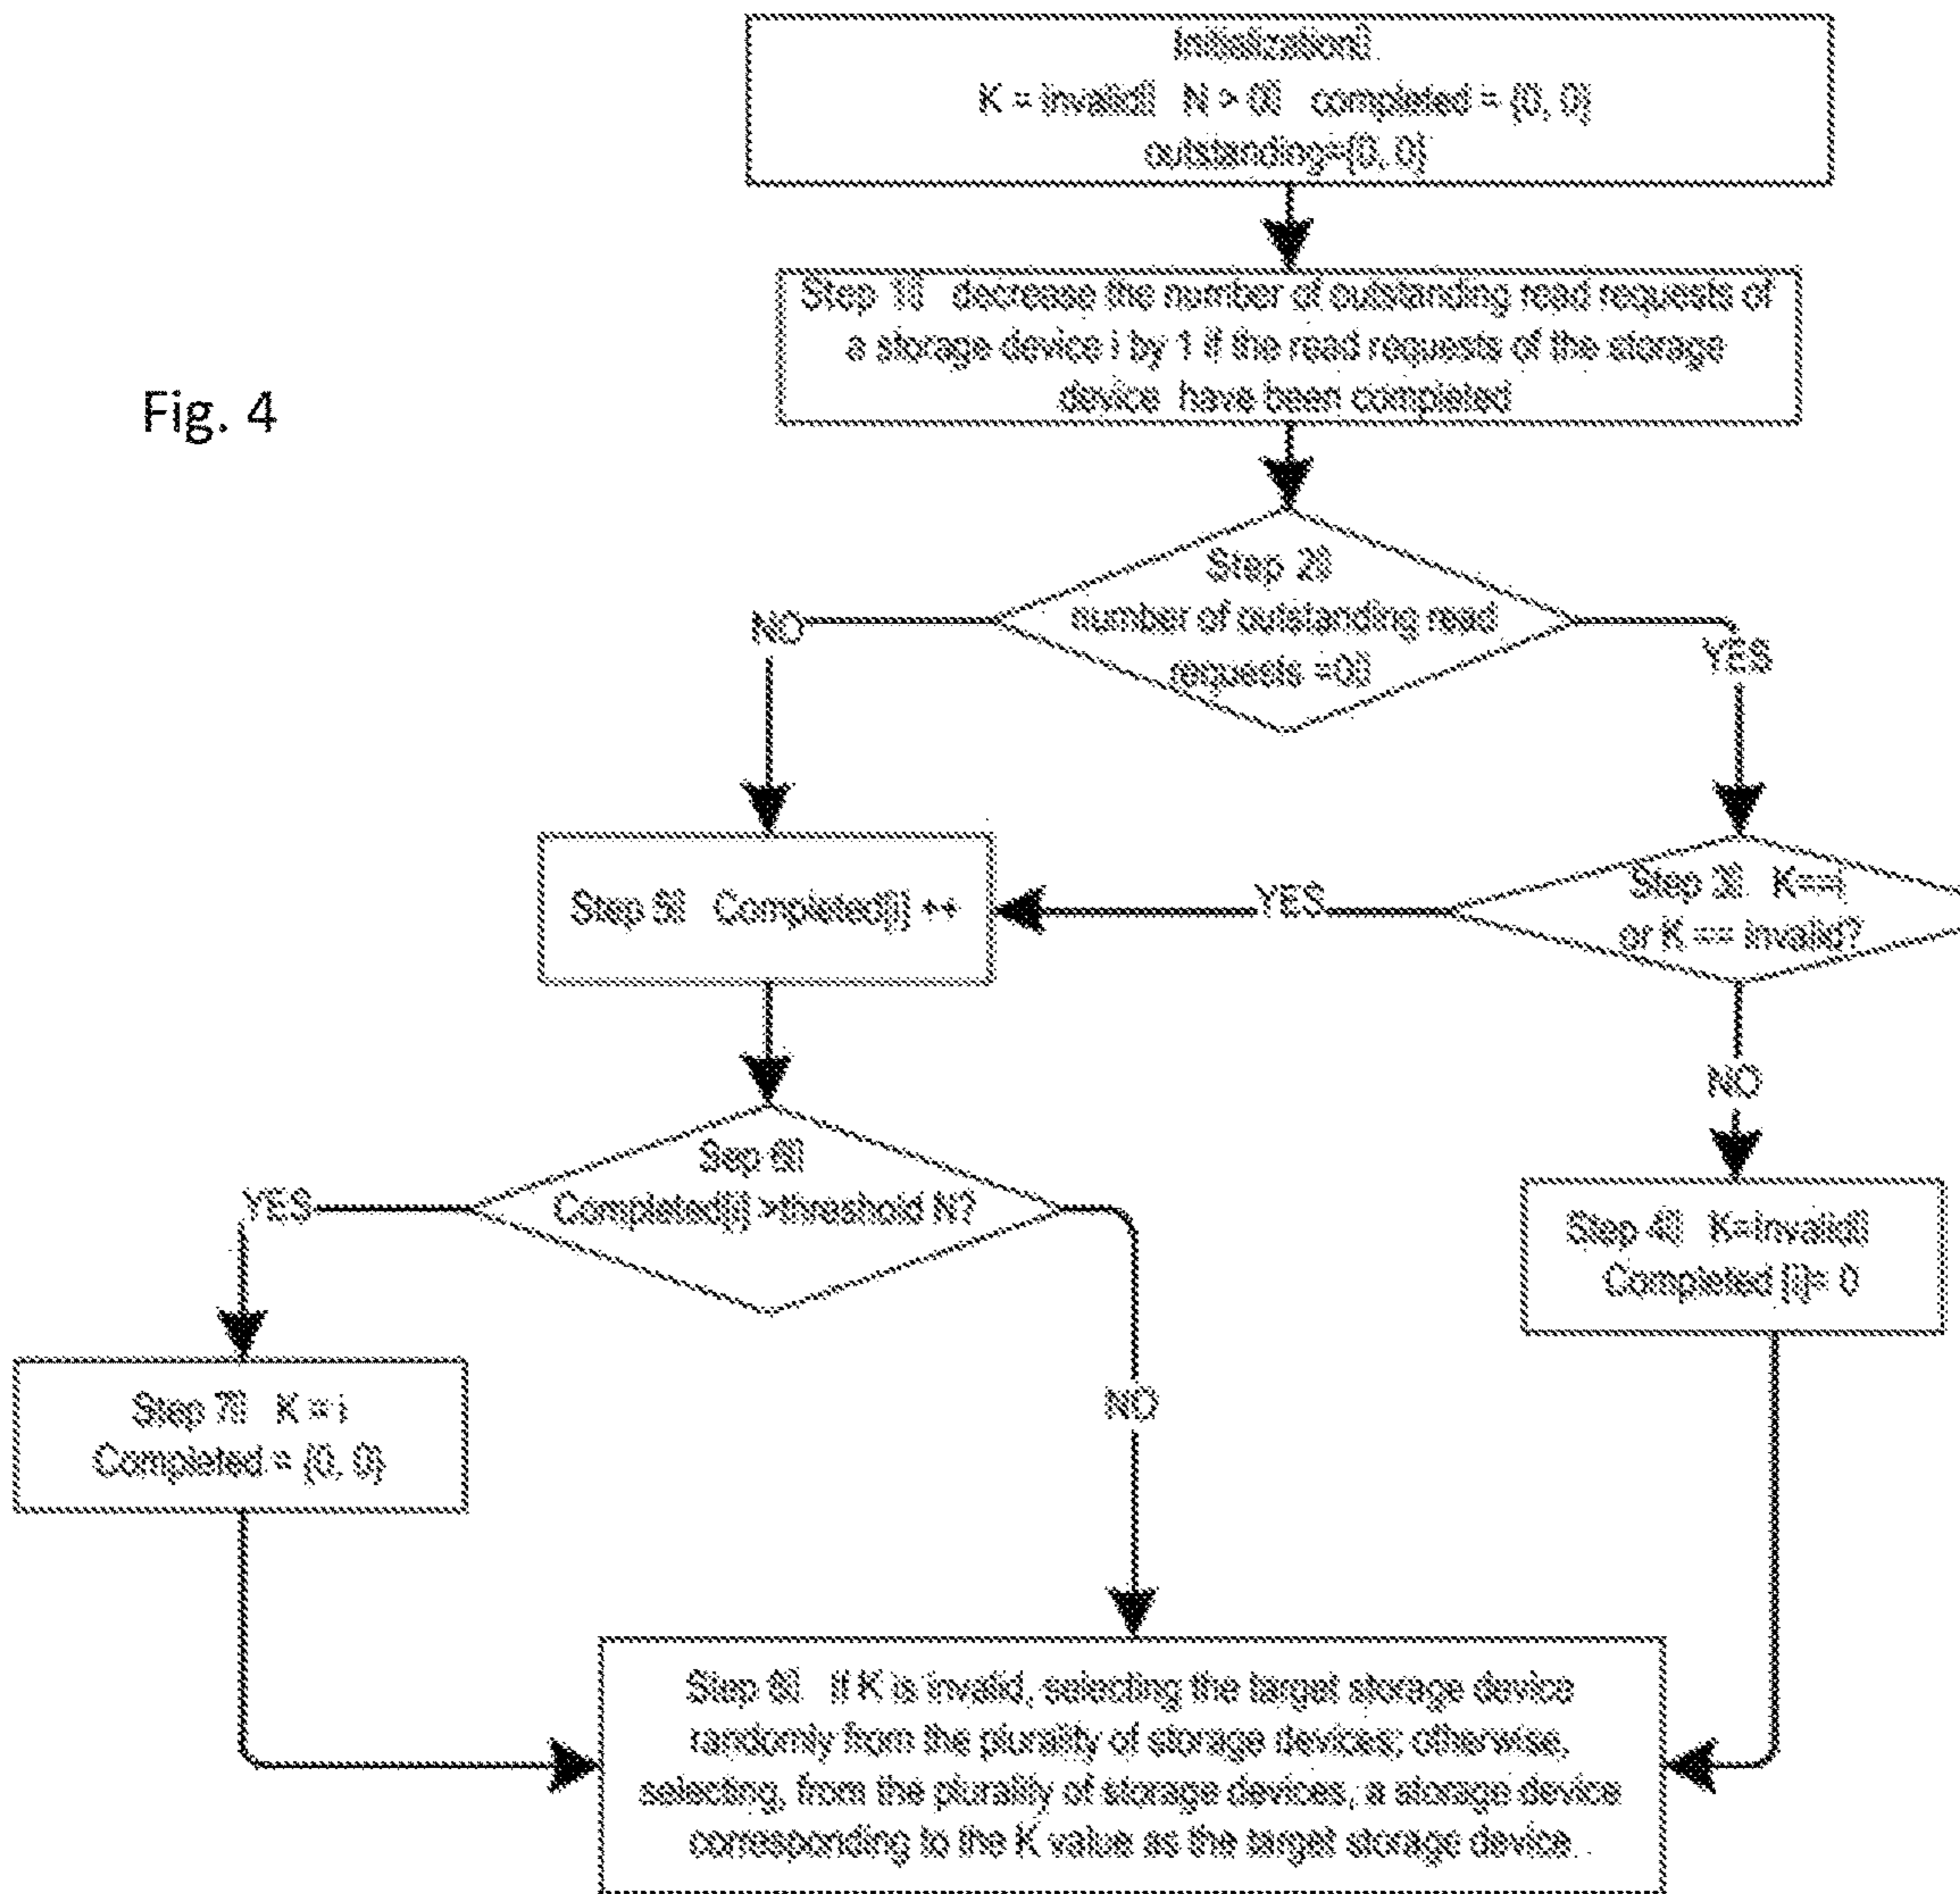 Initialization
K = invalid N > 0 completed = {0, 0}
outstanding={0, 0}
Step 1 decrease the number of outstanding read requests of
a storage device i by 1 if the read requests of the storage
device have been completed
Fig. 4
Step 2
number of outstanding read
requests =0
NO
YES
Step 5 Completed[i] ++
YES
Step 3 K==i
or K == invalid?
NO
Sep 6
Completed[i] >threshold N?
YES
Step 4 K=invalid
Completed [i]= 0
Step 7 K = i
Completed = {0, 0}
NO
Step 8 If K is invalid, selecting the target storage device
randomly from the plurality of storage devices; otherwise,
selecting, from the plurality of storage devices, a storage device
corresponding to the K value as the target storage device.